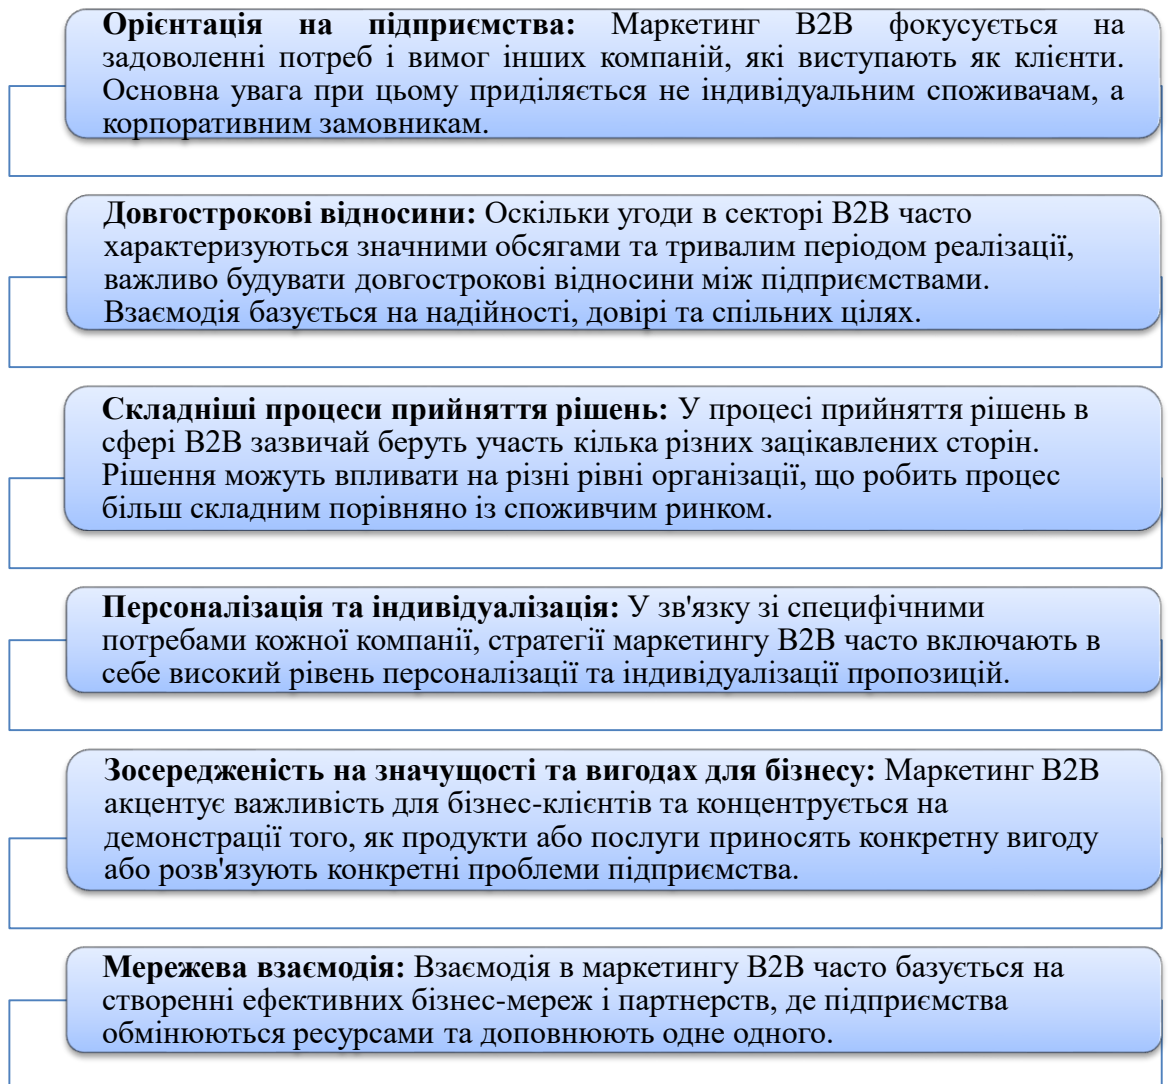 Орієнтація на підприємства: Маркетинг B2B фокусується на
задоволенні потреб і вимог інших компаній, які виступають як клієнти.
Основна увага при цьому приділяється не індивідуальним споживачам, а
корпоративним замовникам.
Довгострокові відносини: Оскільки угоди в секторі B2B часто
характеризуються значними обсягами та тривалим періодом реалізації,
важливо будувати довгострокові відносини між підприємствами.
Взаємодія базується на надійності, довірі та спільних цілях.
Складніші процеси прийняття рішень: У процесі прийняття рішень в
сфері B2B зазвичай беруть участь кілька різних зацікавлених сторін.
Рішення можуть впливати на різні рівні організації, що робить процес
більш складним порівняно із споживчим ринком.
Персоналізація та індивідуалізація: У зв'язку зі специфічними
потребами кожної компанії, стратегії маркетингу B2B часто включають в
себе високий рівень персоналізації та індивідуалізації пропозицій.
Зосередженість на значущості та вигодах для бізнесу: Маркетинг B2B
акцентує важливість для бізнес-клієнтів та концентрується на
демонстрації того, як продукти або послуги приносять конкретну вигоду
або розв'язують конкретні проблеми підприємства.
Мережева взаємодія: Взаємодія в маркетингу B2B часто базується на
створенні ефективних бізнес-мереж і партнерств, де підприємства
обмінюються ресурсами та доповнюють одне одного.